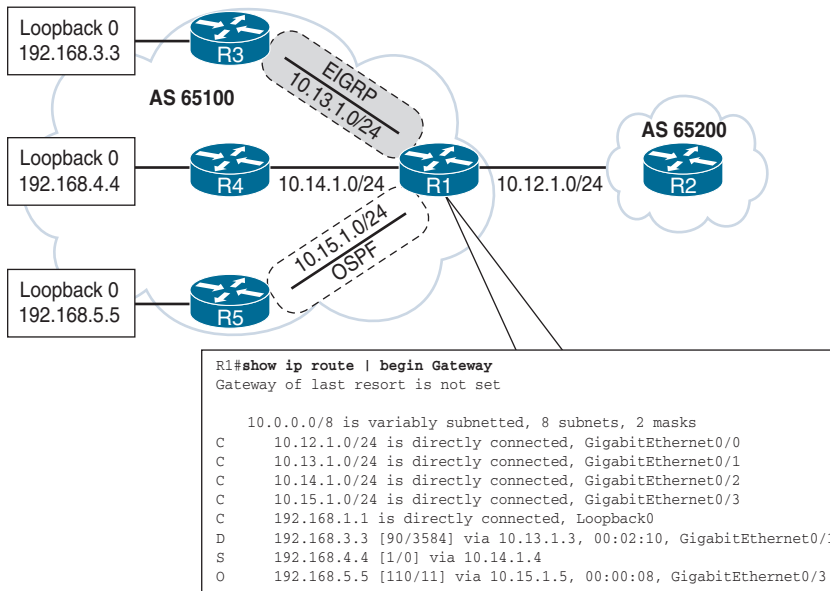 Loopback 0
192.168.3.3
R3
AS 65100
EIGRP
10.13.1.0/24
Loopback 0
192.168.4.4
R4
10.14.1.0/24
R1
10.12.1.0/24
AS 65200
R2
10.15.1.0/24
OSPF
Loopback 0
192.168.5.5
R5
R1#show ip route | begin Gateway
Gateway of last resort is not set
10.0.0.0/8 is variably subnetted, 8 subnets, 2 masks
C 10.12.1.0/24 is directly connected, GigabitEthernet0/0
C 10.13.1.0/24 is directly connected, GigabitEthernet0/1
C 10.14.1.0/24 is directly connected, GigabitEthernet0/2
C 10.15.1.0/24 is directly connected, GigabitEthernet0/3
C 192.168.1.1 is directly connected, Loopback0
D 192.168.3.3 [90/3584] via 10.13.1.3, 00:02:10, GigabitEthernet0/1
S 192.168.4.4 [1/0] via 10.14.1.4
O 192.168.5.5 [110/11] via 10.15.1.5, 00:00:08, GigabitEthernet0/3